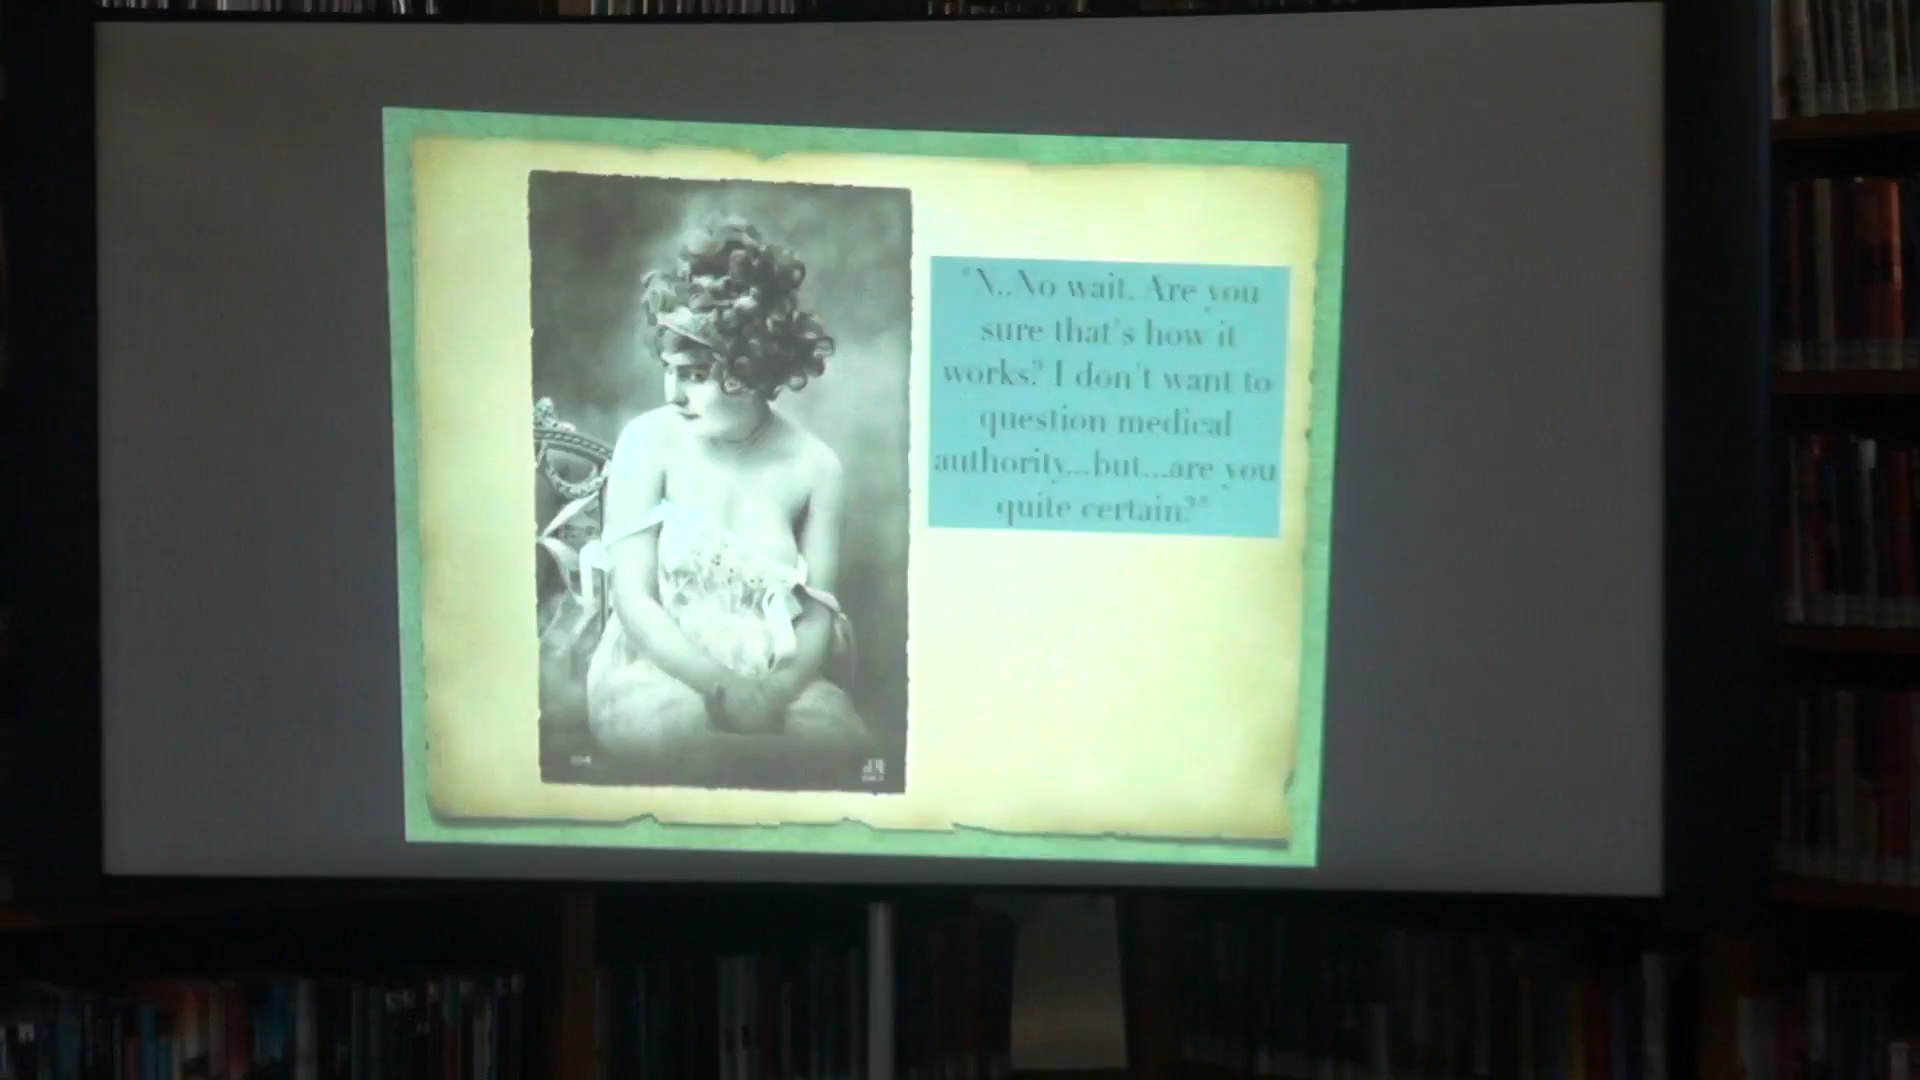 "N..No wait. Are you
sure that's how it
works? I don't want to
question medical
authority...but...are you
quite certain?"